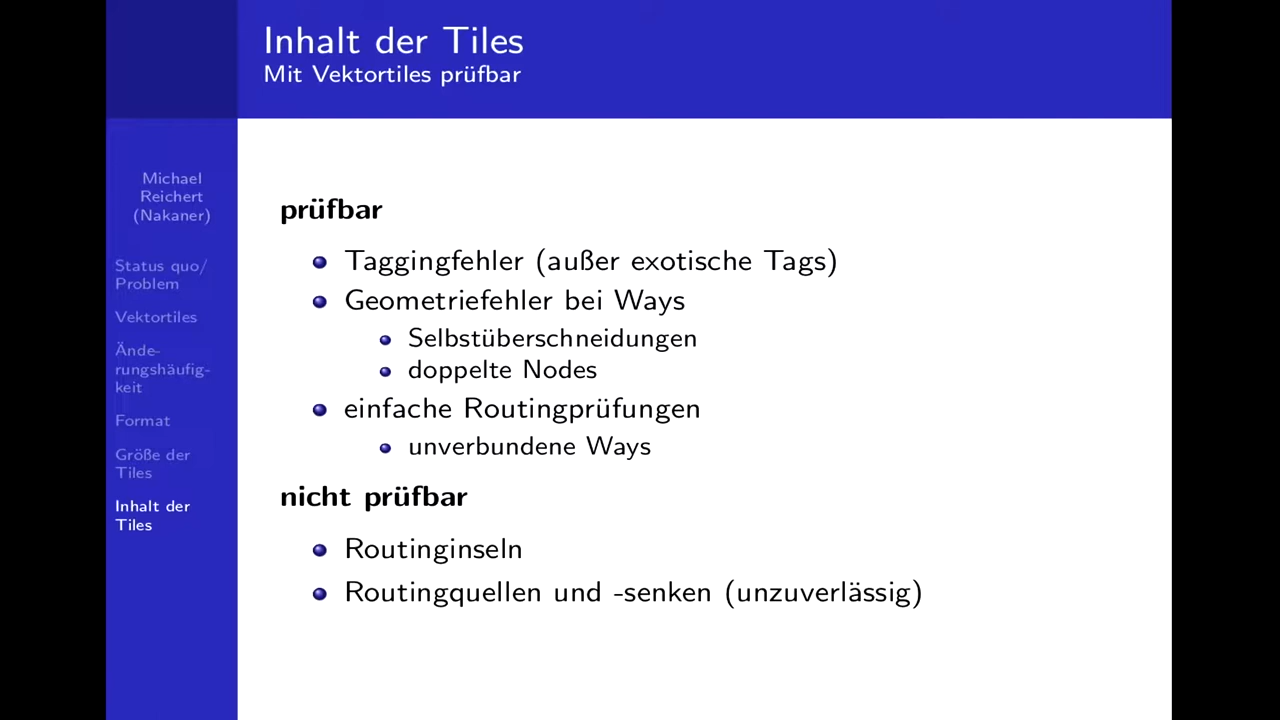 Inhalt der Tiles
Mit Vektortiles prüfbar
Michael
Reichert
(Nakaner)
Status quo/
Problem
Vektortiles
Ände-
rungshäufig-
keit
Format
Größe der
Tiles
Inhalt der
Tiles
prüfbar
Taggingfehler (außer exotische Tags)
Geometriefehler bei Ways
Selbstüberschneidungen
doppelte Nodes
einfache Routingprüfungen
unverbundene Ways
nicht prüfbar
Routinginseln
Routingquellen und -senken (unzuverlässig)